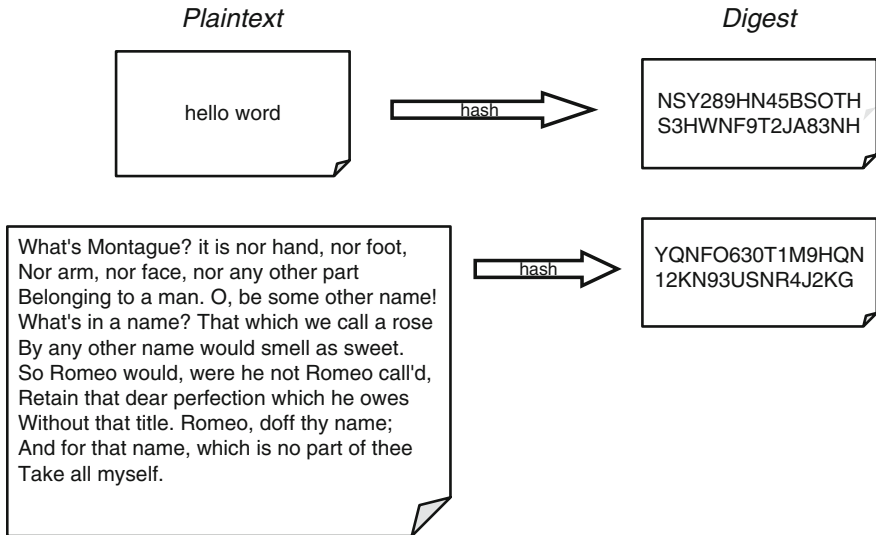 Plaintext
Digest
hello word
hash
NSY289HN45BSOTH
S3HWNF9T2JA83NH
What's Montague? it is nor hand, nor foot,
Nor arm, nor face, nor any other part
Belonging to a man. O, be some other name!
What's in a name? That which we call a rose
By any other name would smell as sweet.
So Romeo would, were he not Romeo call'd,
Retain that dear perfection which he owes
Without that title. Romeo, doff thy name;
And for that name, which is no part of thee
Take all myself.
hash
YQNFO630T1M9HQN
12KN93USNR4J2KG